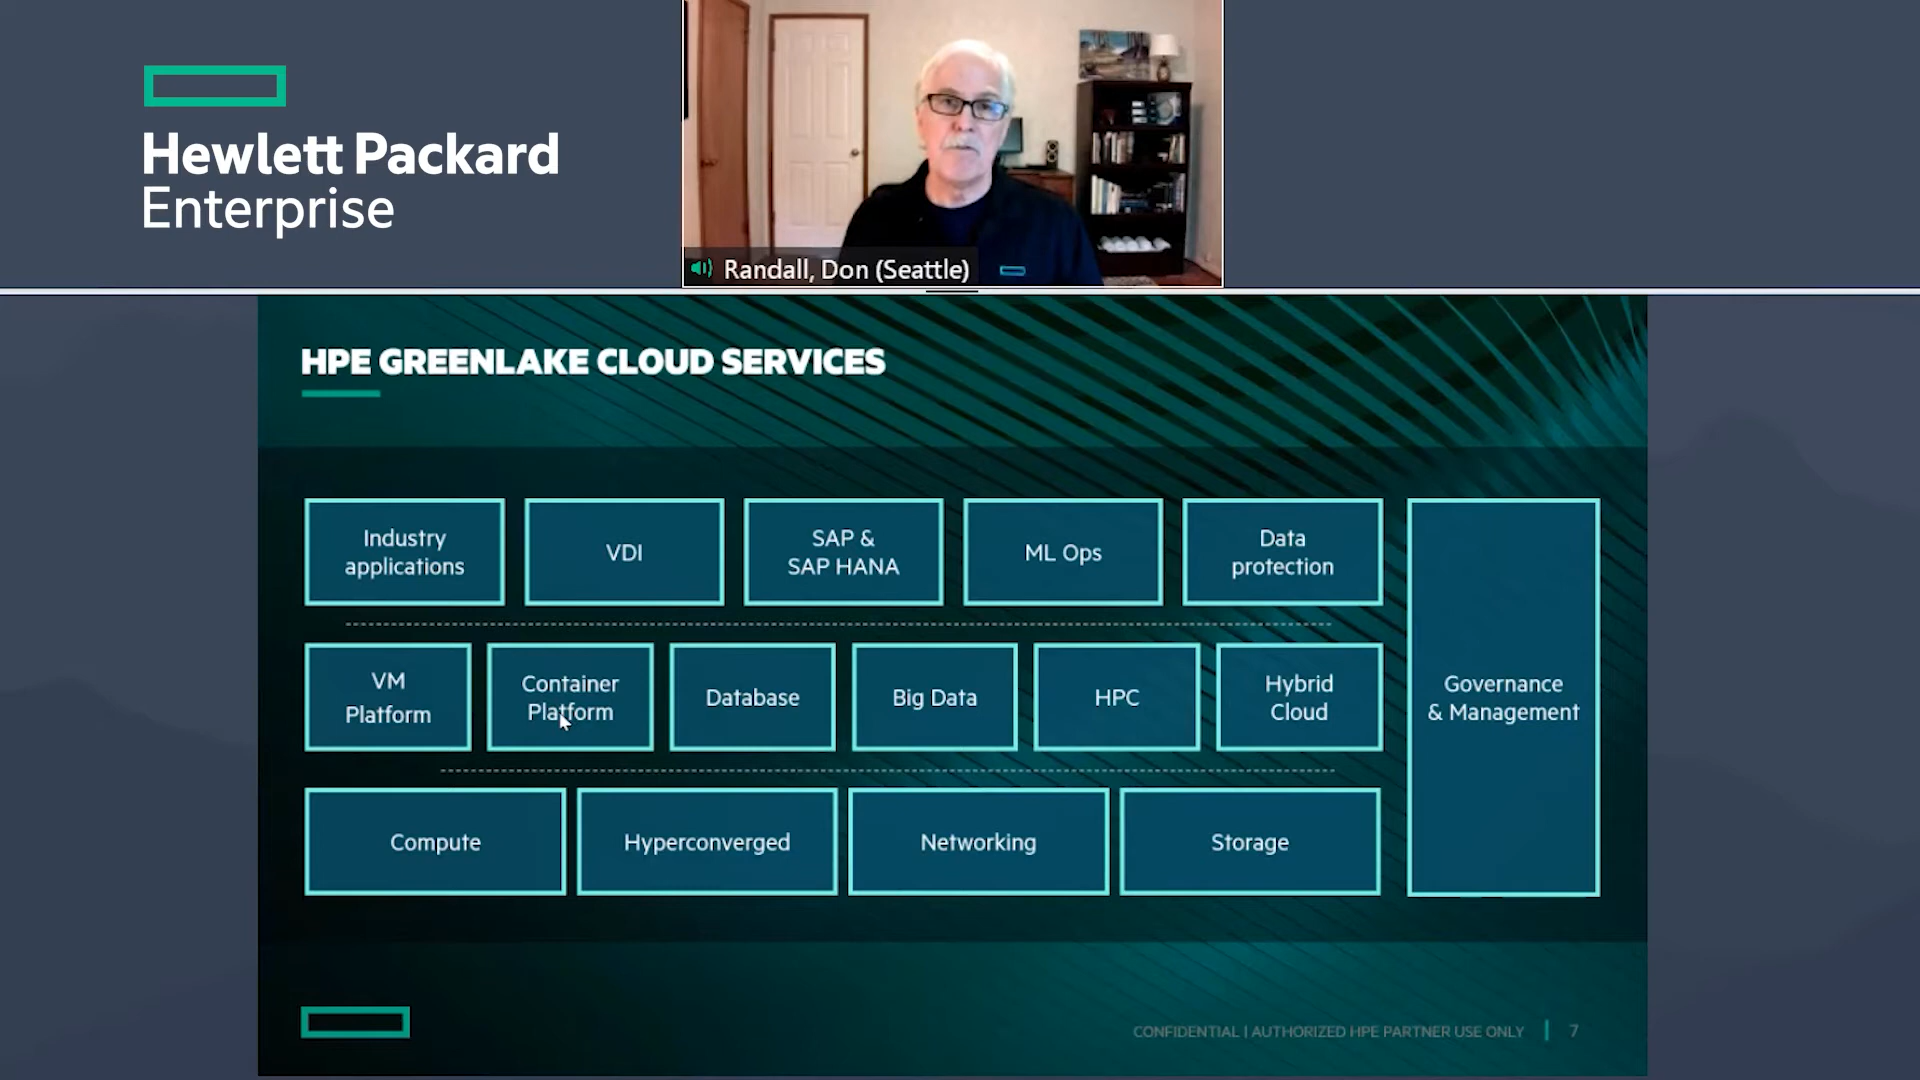 Hewlett Packard
Enterprise
Randall, Don (Seattle)
HPE GREENLAKE CLOUD SERVICES
Industry
applications
VDI
SAP &
SAP HANA
ML Ops
Data
protection
VM
Platform
Container
Platform
Database
Big Data
HPC
Hybrid
Cloud
Governance
& Management
Compute
Hyperconverged
Networking
Storage
CONFIDENTIAL | AUTHORIZED HPE PARTNER USE ONLY
7